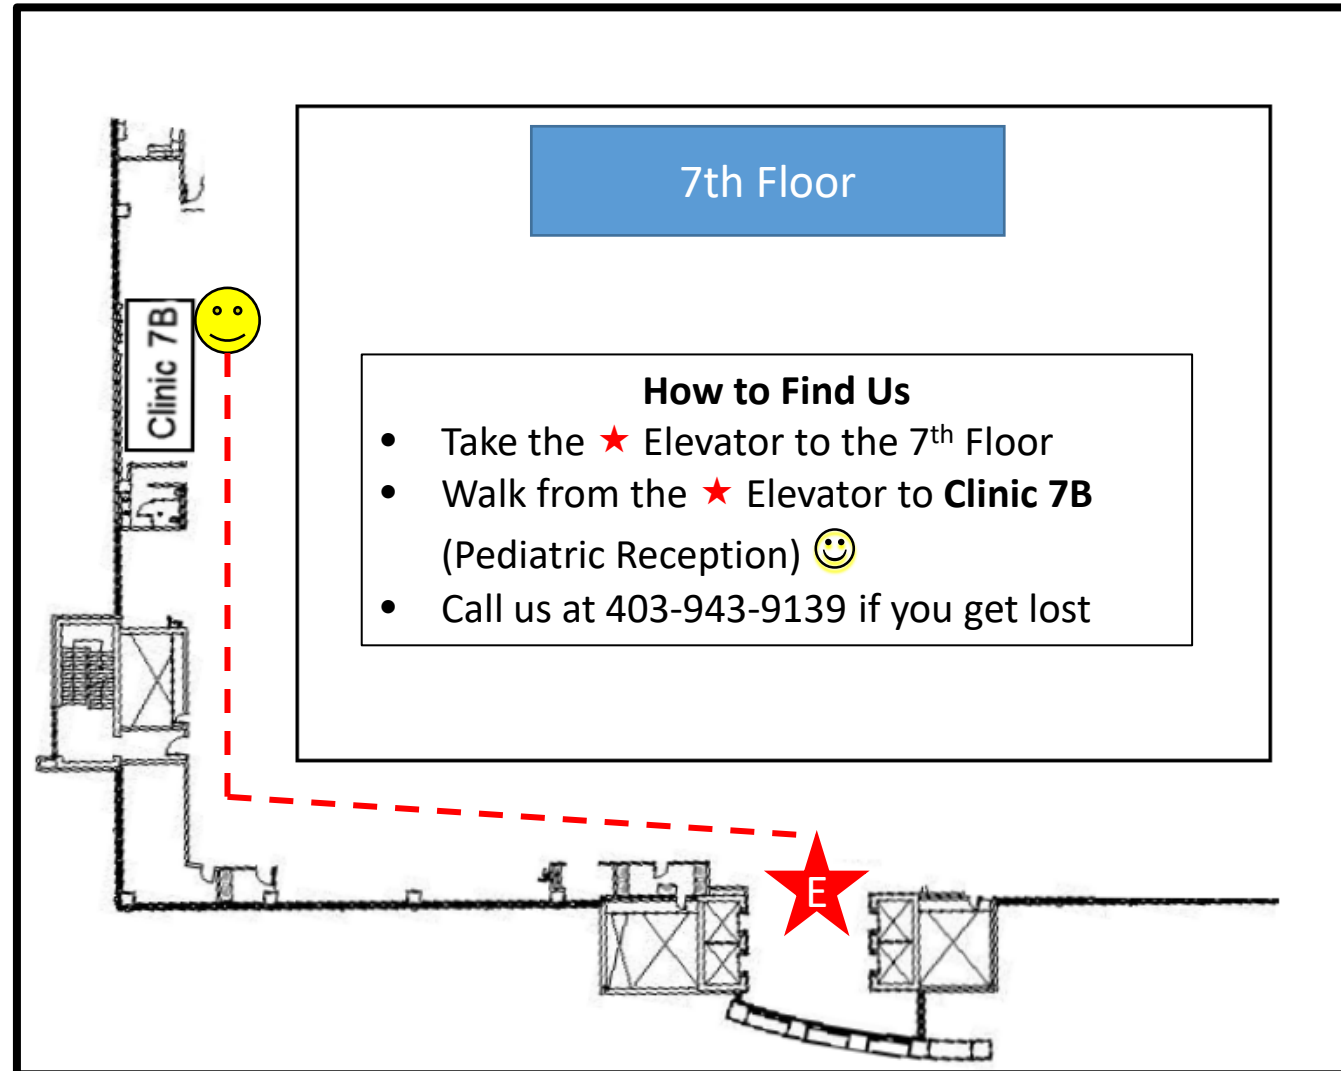 7th Floor
Clinic 7B
How to Find Us
• Take the ★ Elevator to the 7th Floor
• Walk from the ★ Elevator to Clinic 7B
(Pediatric Reception) ☺
• Call us at 403-943-9139 if you get lost
E